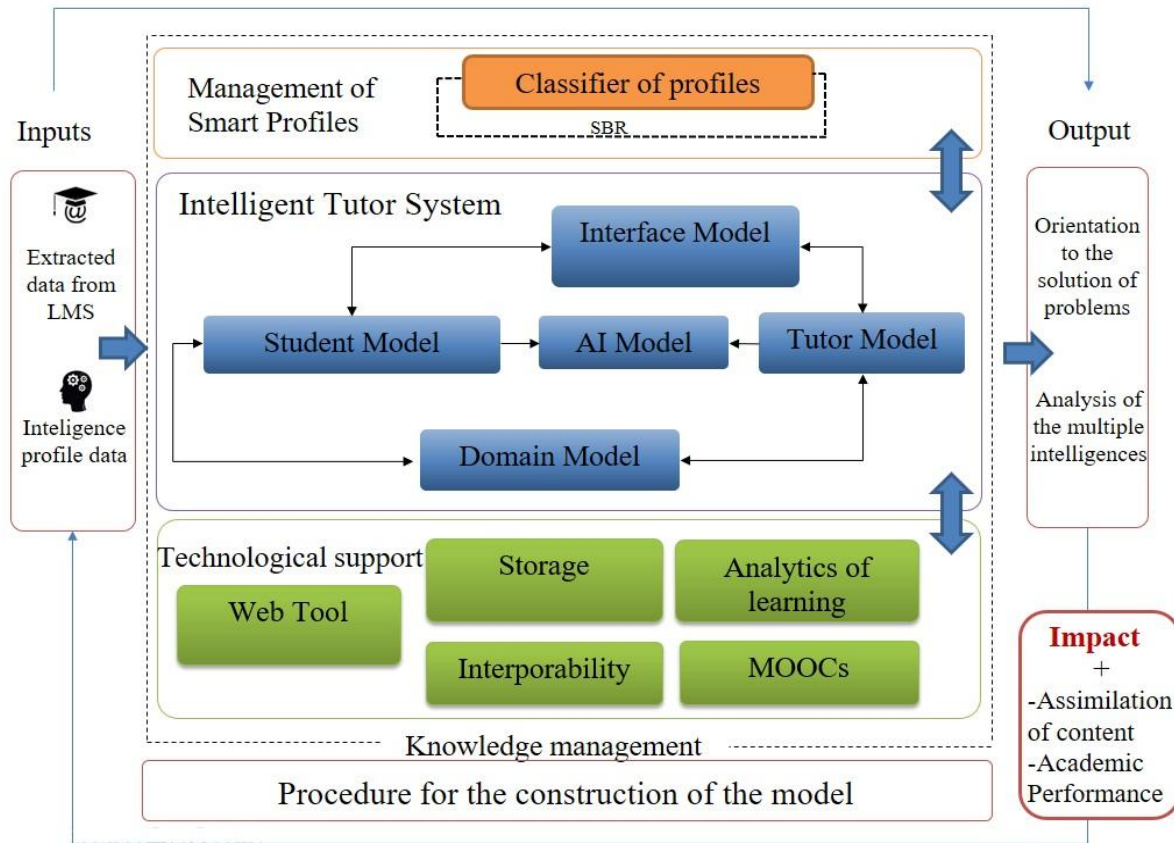 Inputs
Extracted
data from
LMS
Inteligence
profile data
Management of
Smart Profiles
Classifier of profiles
SBR
Intelligent Tutor System
Interface Model
Student Model
AI Model
Tutor Model
Domain Model
Technological support
Web Tool
Storage
Analytics of
learning
Interporability
MOOCs
Knowledge management
Procedure for the construction of the model
Output
Orientation
to the
solution of
problems
Analysis of
the multiple
intelligences
Impact
+
-Assimilation
of content
-Academic
Performance